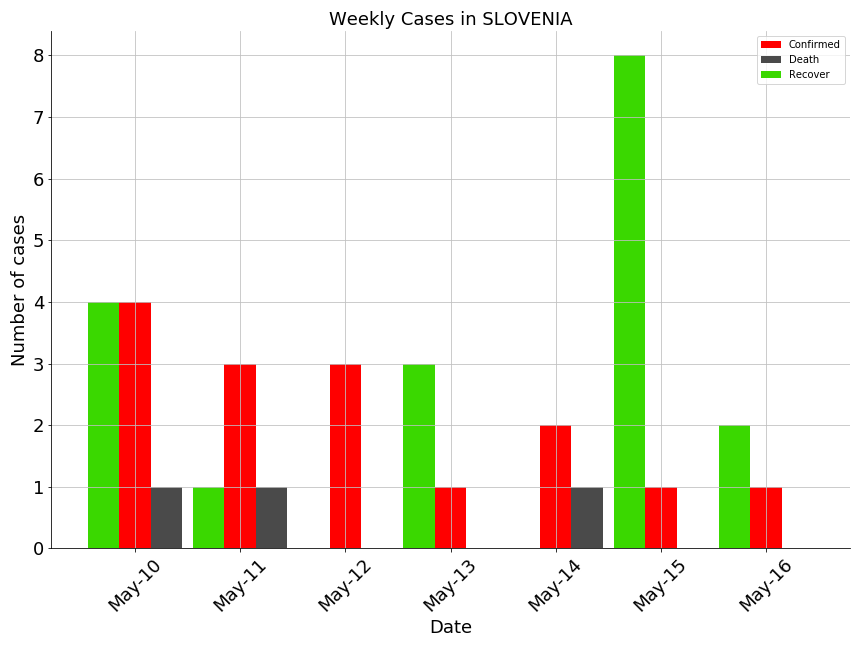 Weekly Cases in SLOVENIA
Confirmed
Death
Recover
Number of cases
8
7
6
5
4
3
2
1
0
May-10
May-11
May-12
May-13
May-14
May-15
May-16
Date